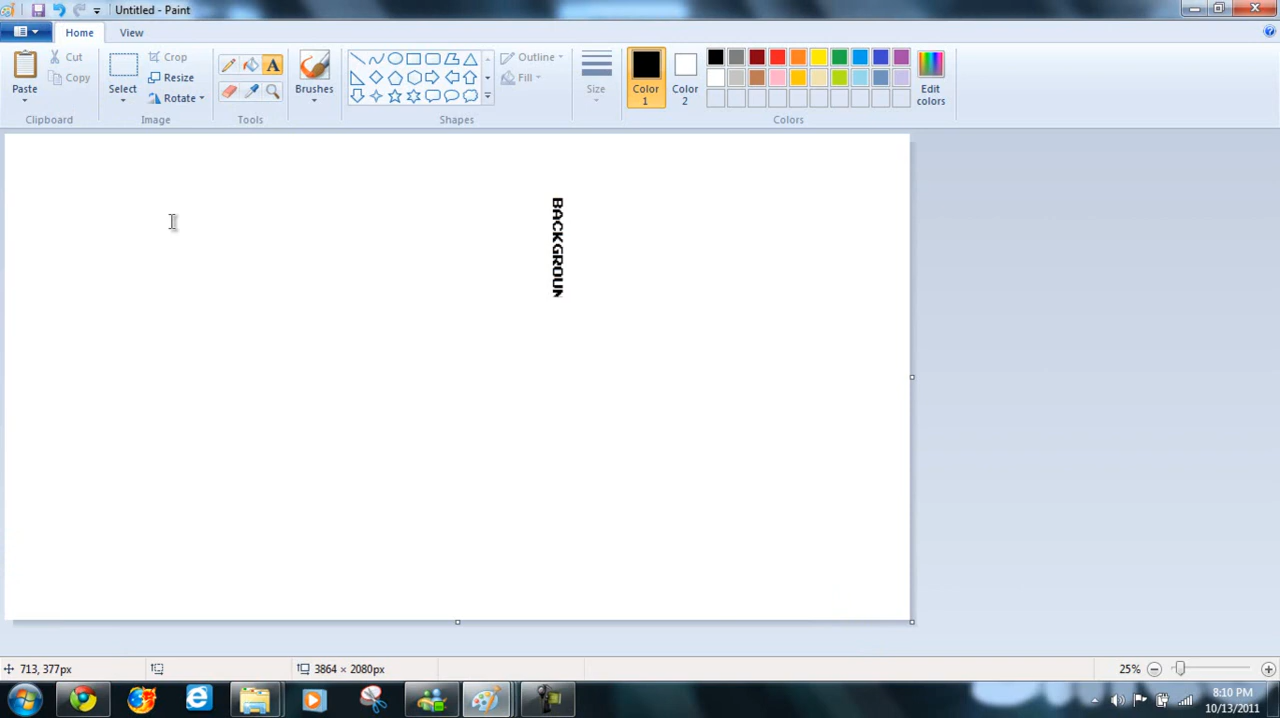 Untitled - Paint
Home
View
Paste
Cut
Copy
Clipboard
Select
Crop
Resize
Rotate
Image
A
Tools
Brushes
Outline
Fill
Shapes
Size
Color 1
Color 2
Edit colors
Colors
BACKGROUN
713, 377px
3864 × 2080px
25%
8:10 PM
10/13/2011